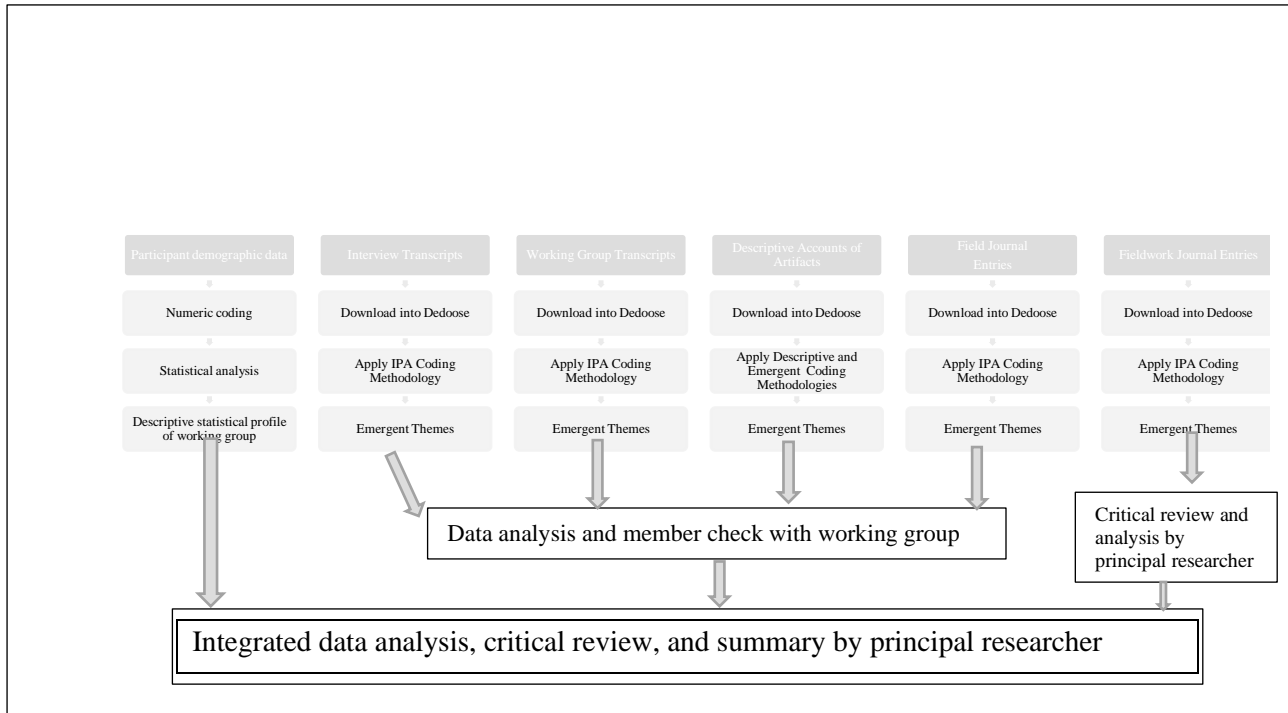 Participant demographic data
Interview Transcripts
Working Group Transcripts
Descriptive Accounts of
Artifacts
Field Journal
Entries
Fieldwork Journal Entries
Numeric coding
Download into Dedoose
Download into Dedoose
Download into Dedoose
Download into Dedoose
Download into Dedoose
Statistical analysis
Apply IPA Coding
Methodology
Apply IPA Coding
Methodology
Apply Descriptive and
Emergent Coding
Methodologies
Apply IPA Coding
Methodology
Apply IPA Coding
Methodology
Descriptive statistical profile
of working group
Emergent Themes
Emergent Themes
Emergent Themes
Emergent Themes
Emergent Themes
Data analysis and member check with working group
Critical review and
analysis by
principal researcher
Integrated data analysis, critical review, and summary by principal researcher